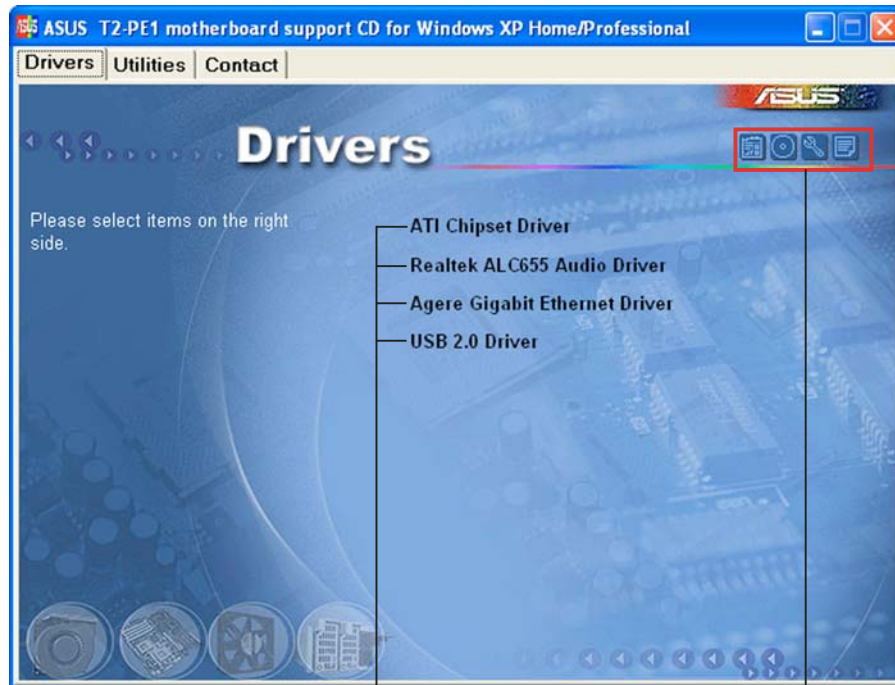 ASUS T2-PE1 motherboard support CD for Windows XP Home/Professional
Drivers Utilities Contact
ASUS
Drivers
Please select items on the right
side.
ATI Chipset Driver
Realtek ALC655 Audio Driver
Agere Gigabit Ethernet Driver
USB 2.0 Driver